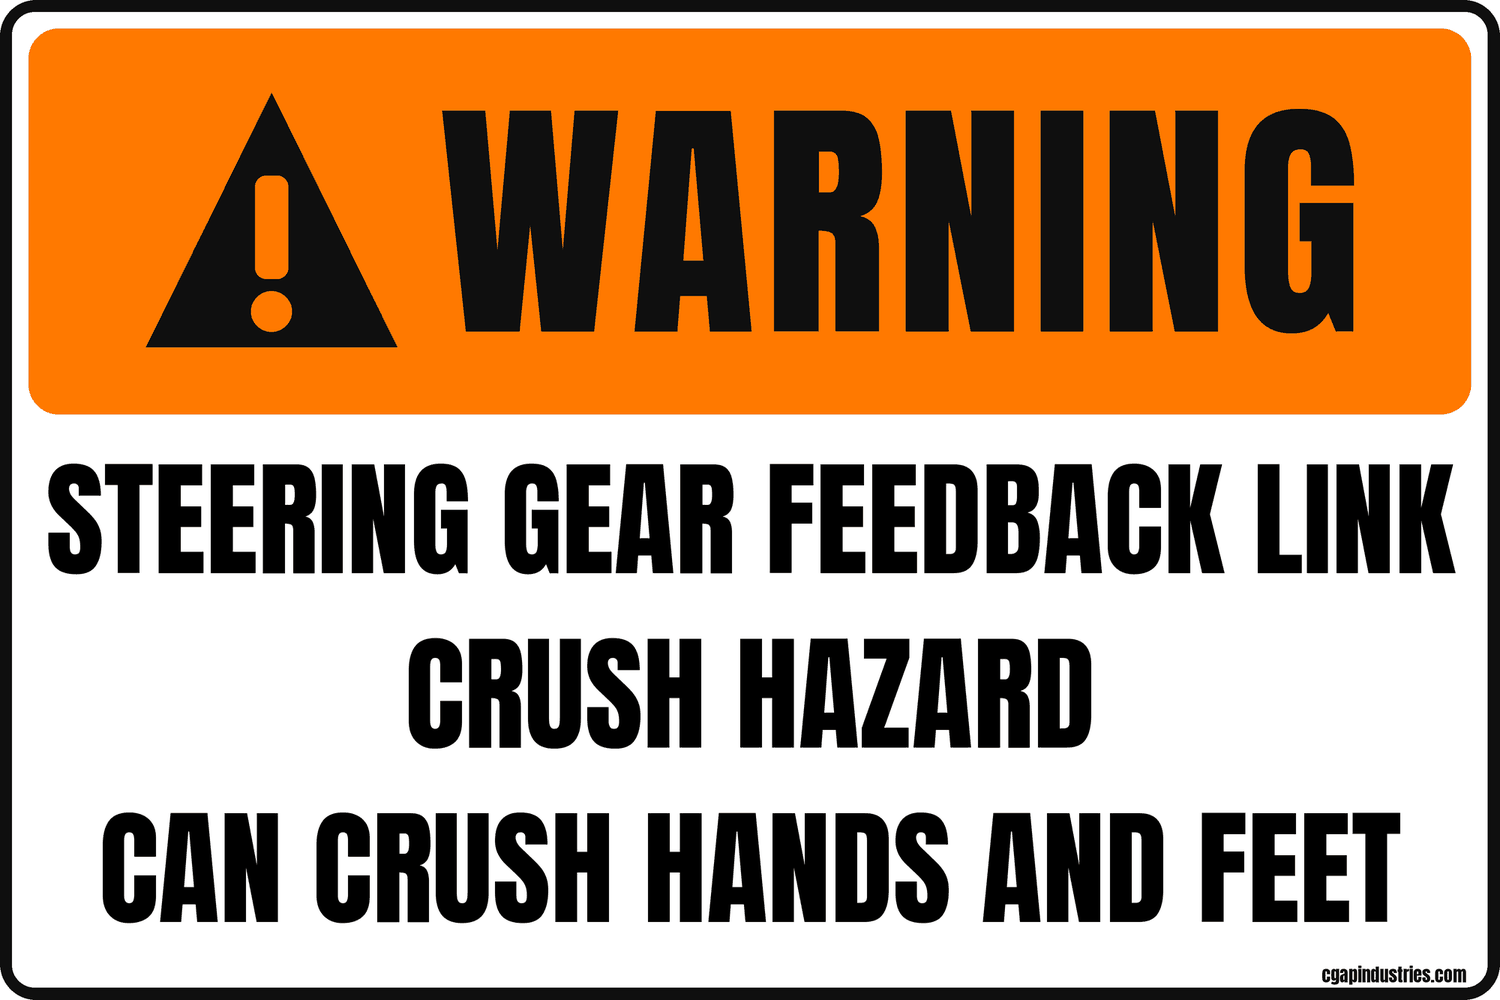 WARNING
STEERING GEAR FEEDBACK LINK
CRUSH HAZARD
CAN CRUSH HANDS AND FEET
cgapindustries.com